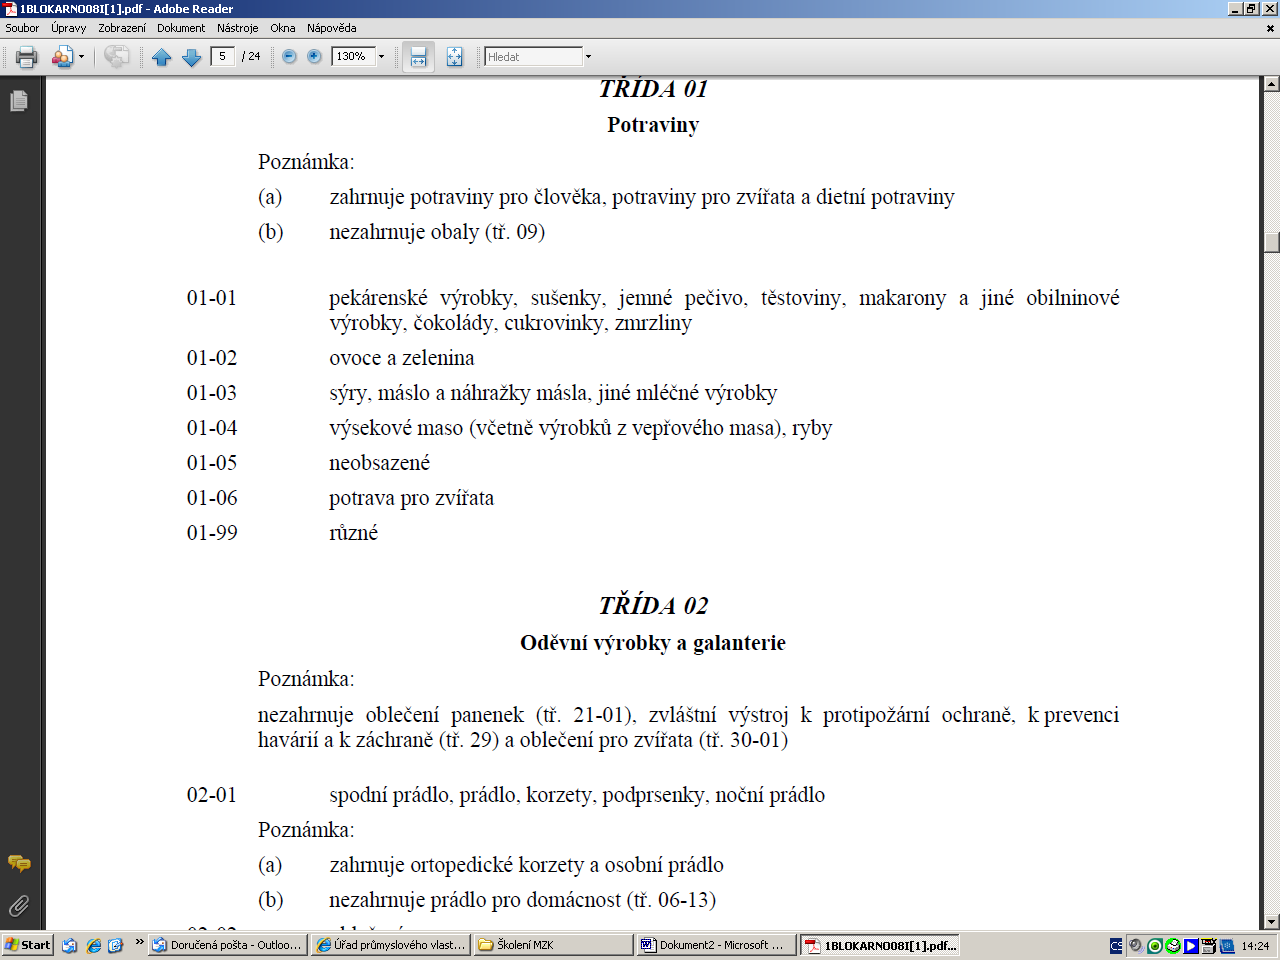 1BLOKARNO08I[1].pdf - Adobe Reader
Soubor Úpravy Zobrazení Dokument Nástroje Okna Nápověda
5 / 24 130% Hledat
TŘÍDA 01
Potraviny
Poznámka:
(a) zahrnuje potraviny pro člověka, potraviny pro zvířata a dietní potraviny
(b) nezahrnuje obaly (tř. 09)
01-01 pekárenské výrobky, sušenky, jemné pečivo, těstoviny, makarony a jiné obilninové
výrobky, čokolády, cukrovinky, zmrzliny
01-02 ovoce a zelenina
01-03 sýry, máslo a náhražky másla, jiné mléčné výrobky
01-04 výsekové maso (včetně výrobků z vepřového masa), ryby
01-05 neobsazené
01-06 potrava pro zvířata
01-99 různé
TŘÍDA 02
Oděvní výrobky a galanterie
Poznámka:
nezahrnuje oblečení panenek (tř. 21-01), zvláštní výstroj k protipožární ochraně, k prevenci
havárií a k záchraně (tř. 29) a oblečení pro zvířata (tř. 30-01)
02-01 spodní prádlo, prádlo, korzety, podprsenky, noční prádlo
Poznámka:
(a) zahrnuje ortopedické korzety a osobní prádlo
(b) nezahrnuje prádlo pro domácnost (tř. 06-13)
Start » Doručená pošta - Outloo... Úřad průmyslového vlast... Školení MZK Dokument2 - Microsoft ... 1BLOKARNO08I[1].pdf... CS 14:24